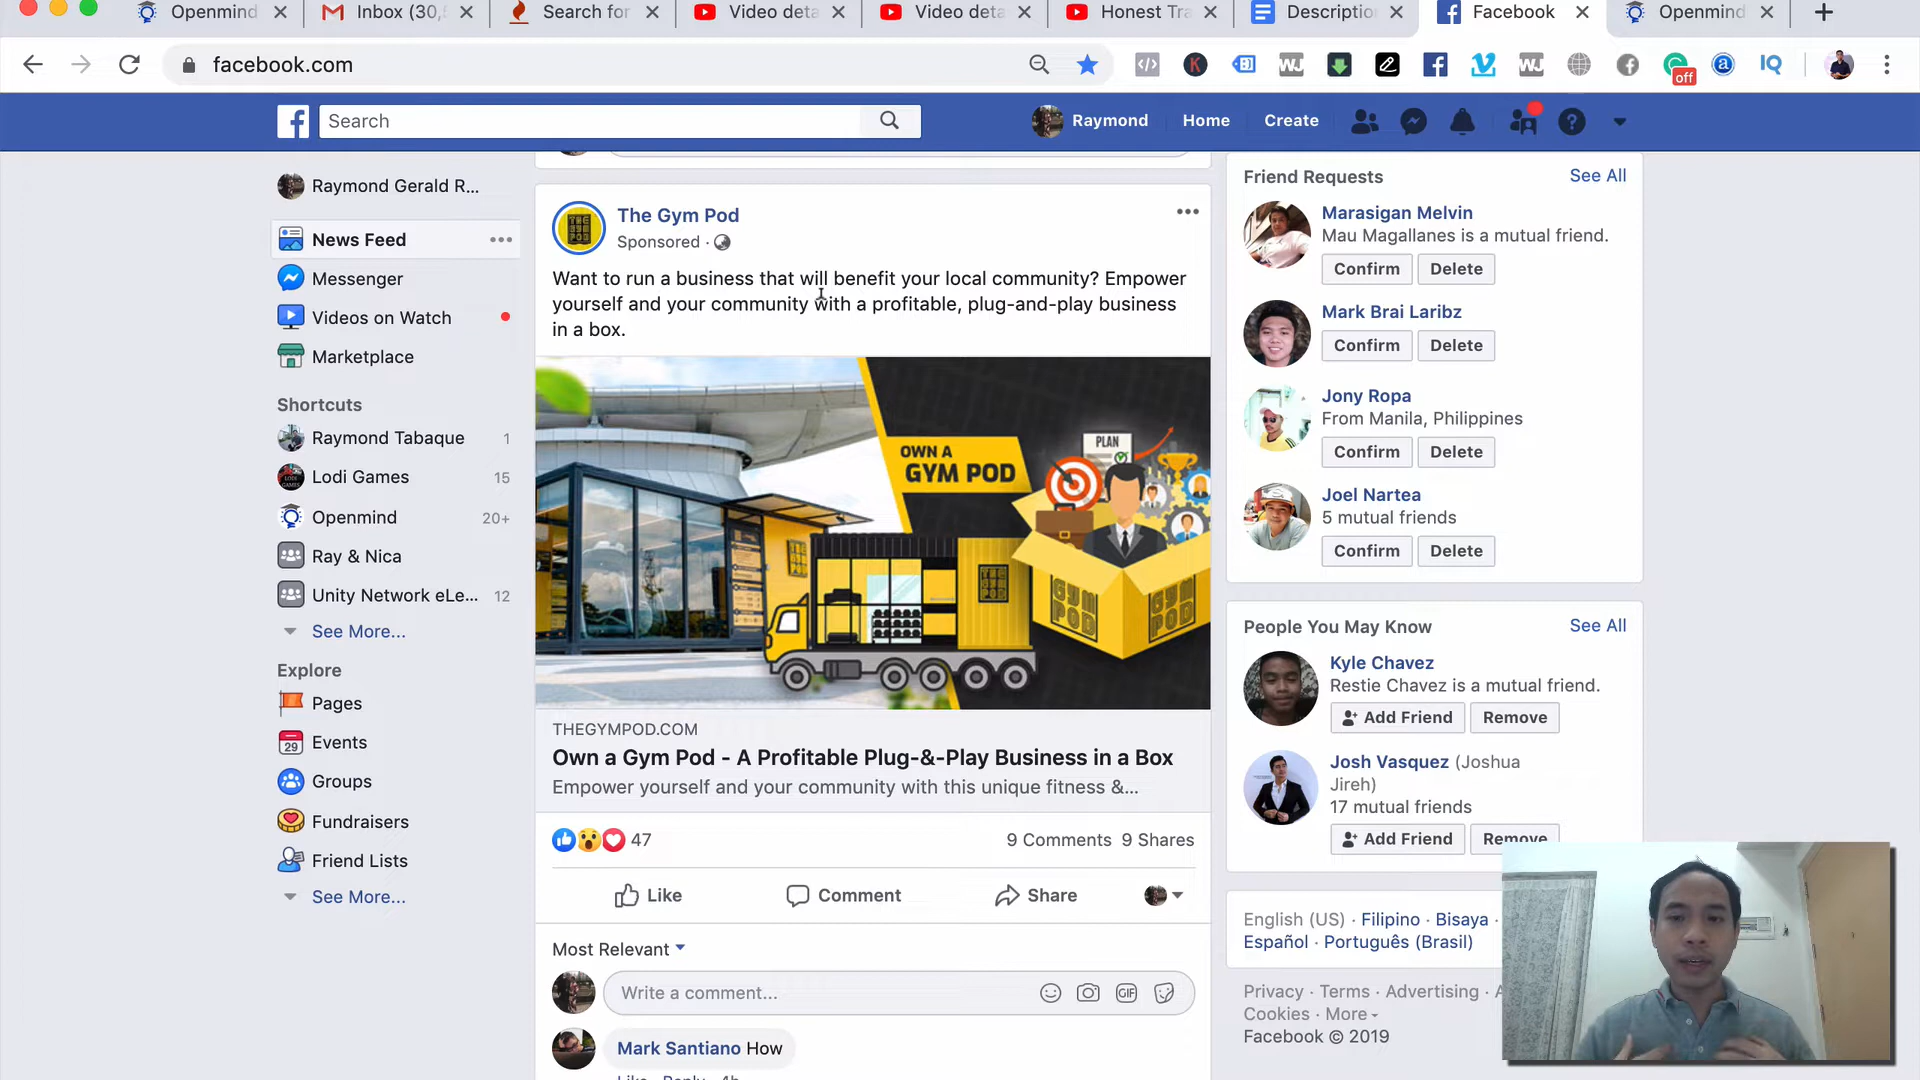 Openmind
Inbox (30,
Search for
Video deta
Video deta
Honest Tra
Descriptio
Facebook
Openmind
facebook.com
off
Search
Raymond
Home
Create
Raymond Gerald R...
News Feed
Messenger
Videos on Watch
Marketplace
Shortcuts
Raymond Tabaque 1
Lodi Games 15
Openmind 20+
Ray & Nica
Unity Network eLe... 12
See More...
Explore
Pages
Events
Groups
Fundraisers
Friend Lists
See More...
The Gym Pod
Sponsored ·
Want to run a business that will benefit your local community? Empower
yourself and your community with a profitable, plug-and-play business
in a box.
OWN A
GYM POD
PLAN
GYM
POD
GYM
POD
THEGYMPOD.COM
Own a Gym Pod - A Profitable Plug-&-Play Business in a Box
Empower yourself and your community with this unique fitness &...
47
9 Comments 9 Shares
Like
Comment
Share
Most Relevant
Write a comment...
GIF
Mark Santiano How
Like · Reply · 4h
Friend Requests
See All
Marasigan Melvin
Mau Magallanes is a mutual friend.
Confirm Delete
Mark Brai Laribz
Confirm Delete
Jony Ropa
From Manila, Philippines
Confirm Delete
Joel Nartea
5 mutual friends
Confirm Delete
People You May Know
See All
Kyle Chavez
Restie Chavez is a mutual friend.
Add Friend Remove
Josh Vasquez (Joshua
Jireh)
17 mutual friends
Add Friend Remove
English (US) · Filipino · Bisaya ·
Español · Português (Brasil)
Privacy · Terms · Advertising ·
Cookies · More
Facebook © 2019